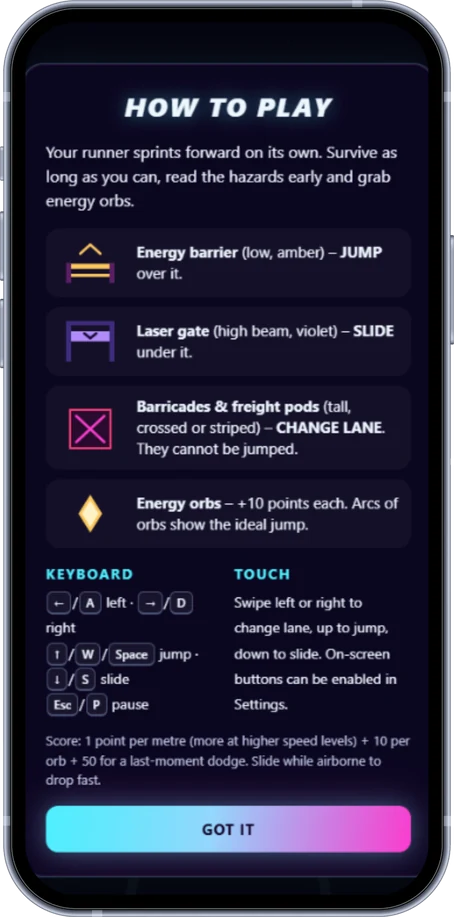 HOW TO PLAY
Your runner sprints forward on its own. Survive as
long as you can, read the hazards early and grab
energy orbs.
Energy barrier (low, amber) – JUMP
over it.
Laser gate (high beam, violet) – SLIDE
under it.
Barricades & freight pods (tall,
crossed or striped) – CHANGE LANE.
They cannot be jumped.
Energy orbs – +10 points each. Arcs of
orbs show the ideal jump.
KEYBOARD
← / A left · → / D
right
↑ / W / Space jump ·
↓ / S slide
Esc / P pause
TOUCH
Swipe left or right to
change lane, up to jump,
down to slide. On-screen
buttons can be enabled in
Settings.
Score: 1 point per metre (more at higher speed levels) + 10 per
orb + 50 for a last-moment dodge. Slide while airborne to
drop fast.
GOT IT